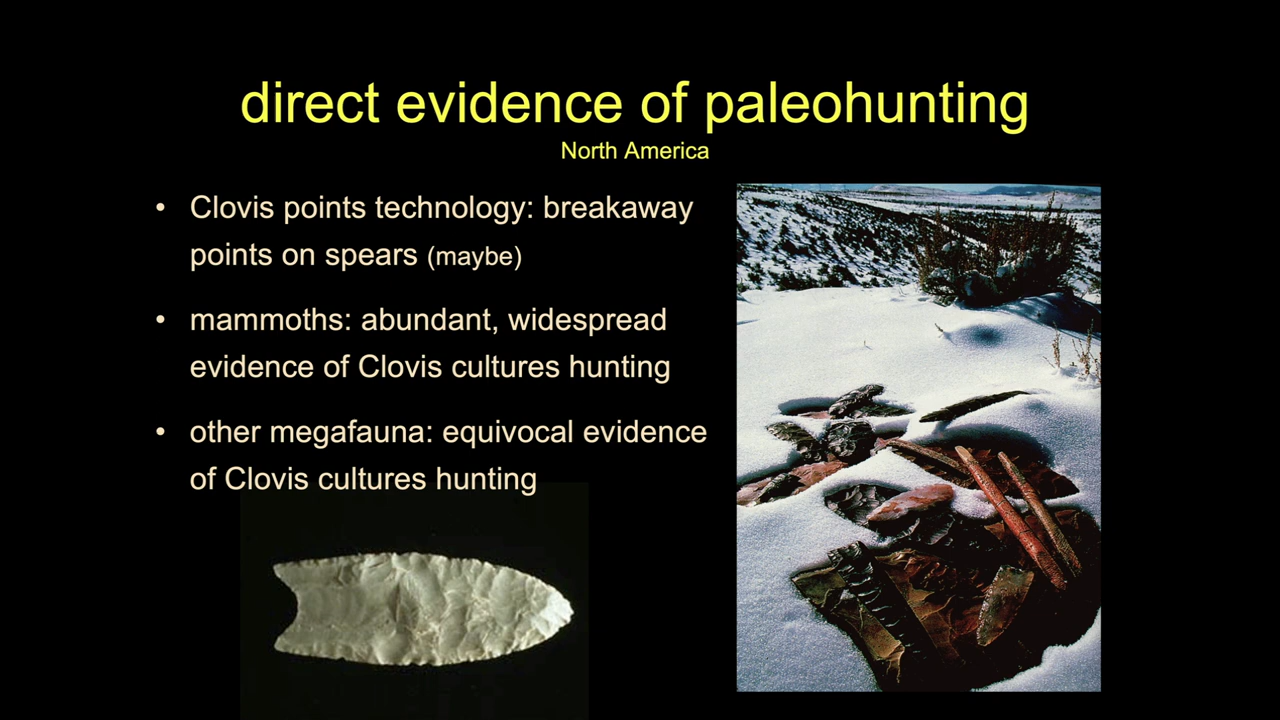 direct evidence of paleohunting
North America
• Clovis points technology: breakaway
points on spears (maybe)
• mammoths: abundant, widespread
evidence of Clovis cultures hunting
• other megafauna: equivocal evidence
of Clovis cultures hunting